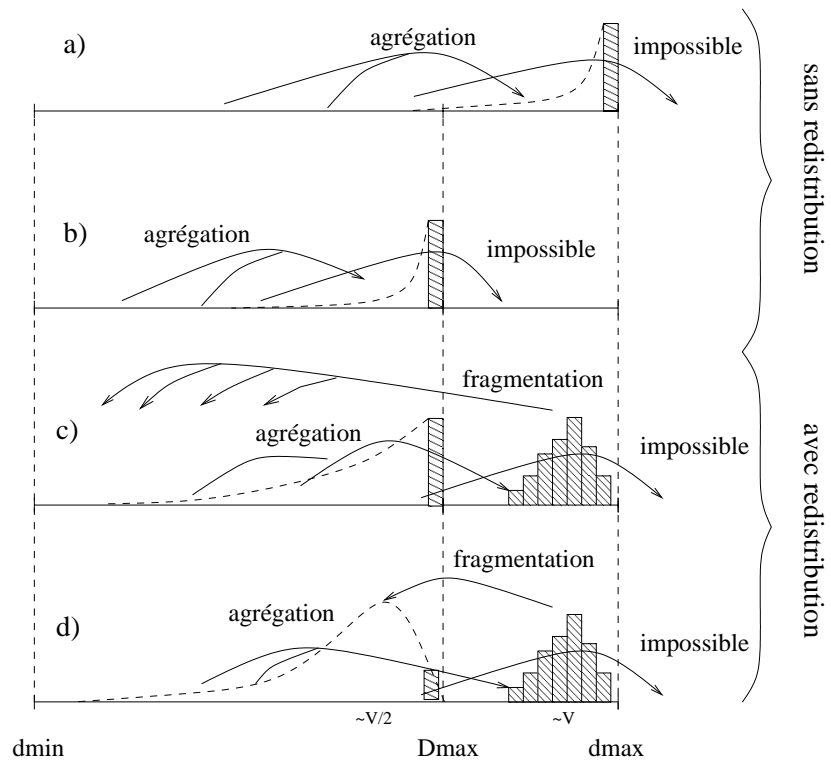 a)
agrégation
impossible
sans redistribution
b)
agrégation
impossible
fragmentation
c)
agrégation
impossible
avec redistribution
fragmentation
d)
agrégation
impossible
~V/2
~V
dmin
Dmax
dmax